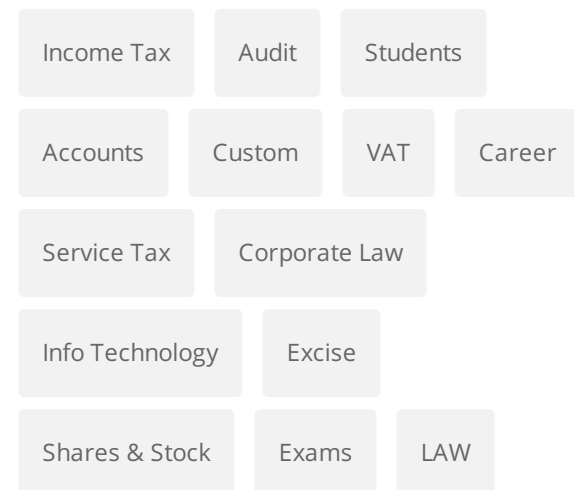 Income Tax Audit Students
Accounts Custom VAT Career
Service Tax Corporate Law
Info Technology Excise
Shares & Stock Exams LAW